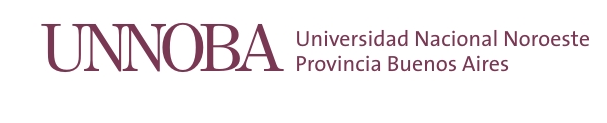 UNNOBA
Universidad Nacional Noroeste
Provincia Buenos Aires